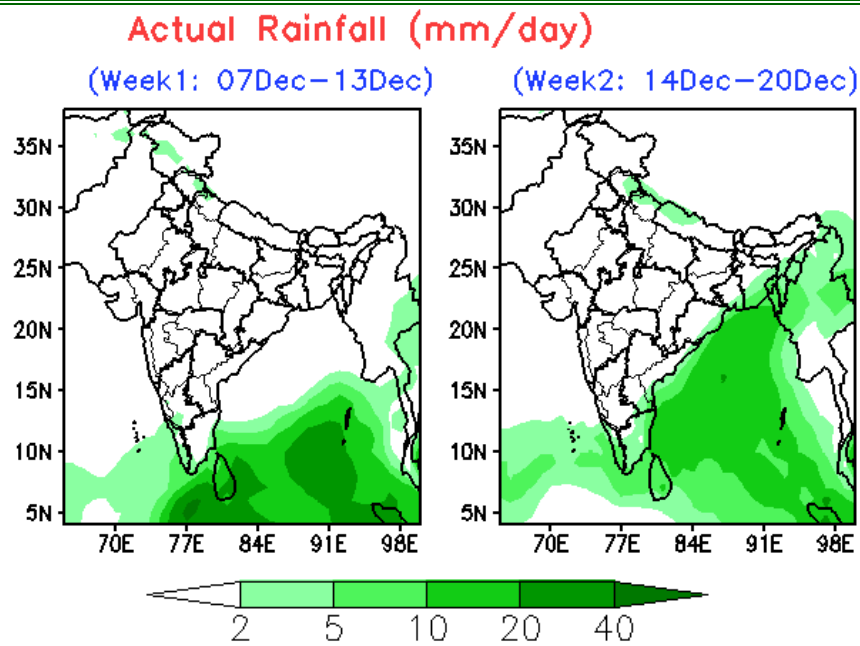 Actual Rainfall (mm/day)
(Week1: 07Dec−13Dec)
(Week2: 14Dec−20Dec)
35N
30N
25N
20N
15N
10N
5N
70E 77E 84E 91E 98E
35N
30N
25N
20N
15N
10N
5N
70E 77E 84E 91E 98E
2 5 10 20 40